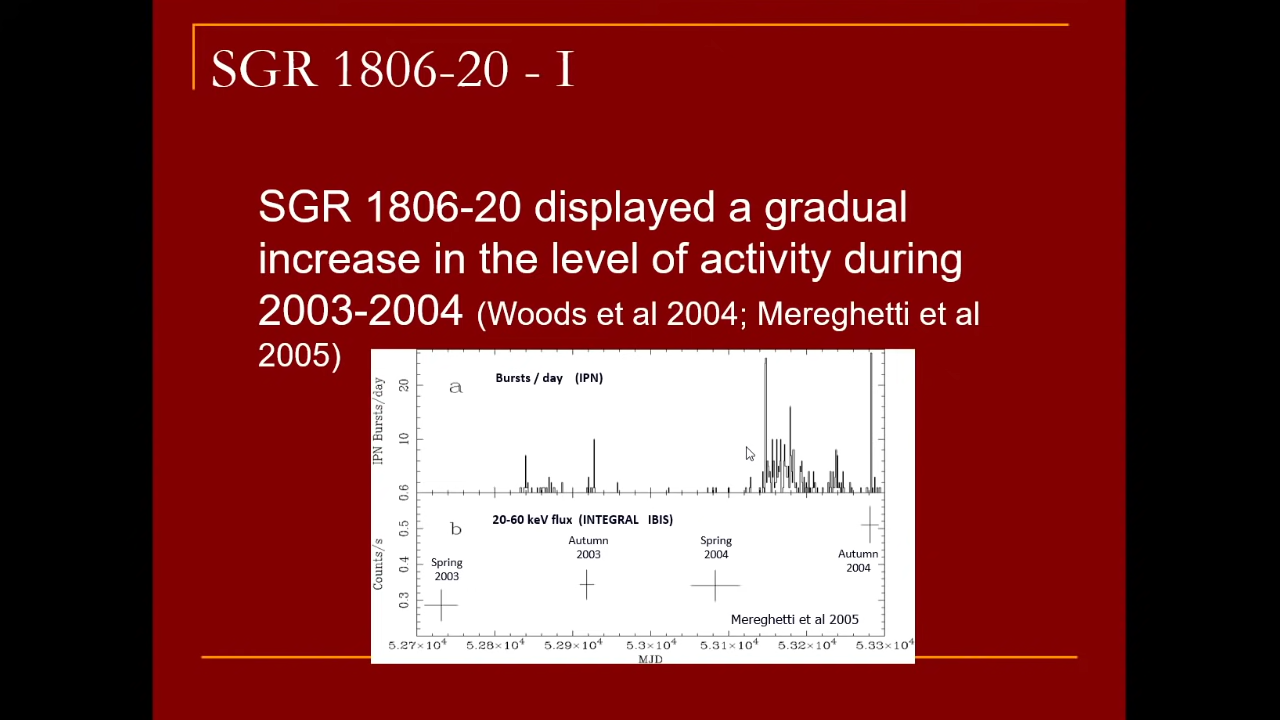 SGR 1806-20 - I
SGR 1806-20 displayed a gradual
increase in the level of activity during
2003-2004 (Woods et al 2004; Mereghetti et al
2005)
IPN Bursts/day
20
10
a
Bursts / day (IPN)
Counts/s
0.6
0.5
0.4
0.3
b
20-60 keV flux (INTEGRAL IBIS)
Spring
2003
Autumn
2003
Spring
2004
Autumn
2004
Mereghetti et al 2005
5.27×10⁴ 5.28×10⁴ 5.29×10⁴ 5.3×10⁴ 5.31×10⁴ 5.32×10⁴ 5.33×10⁴
MJD